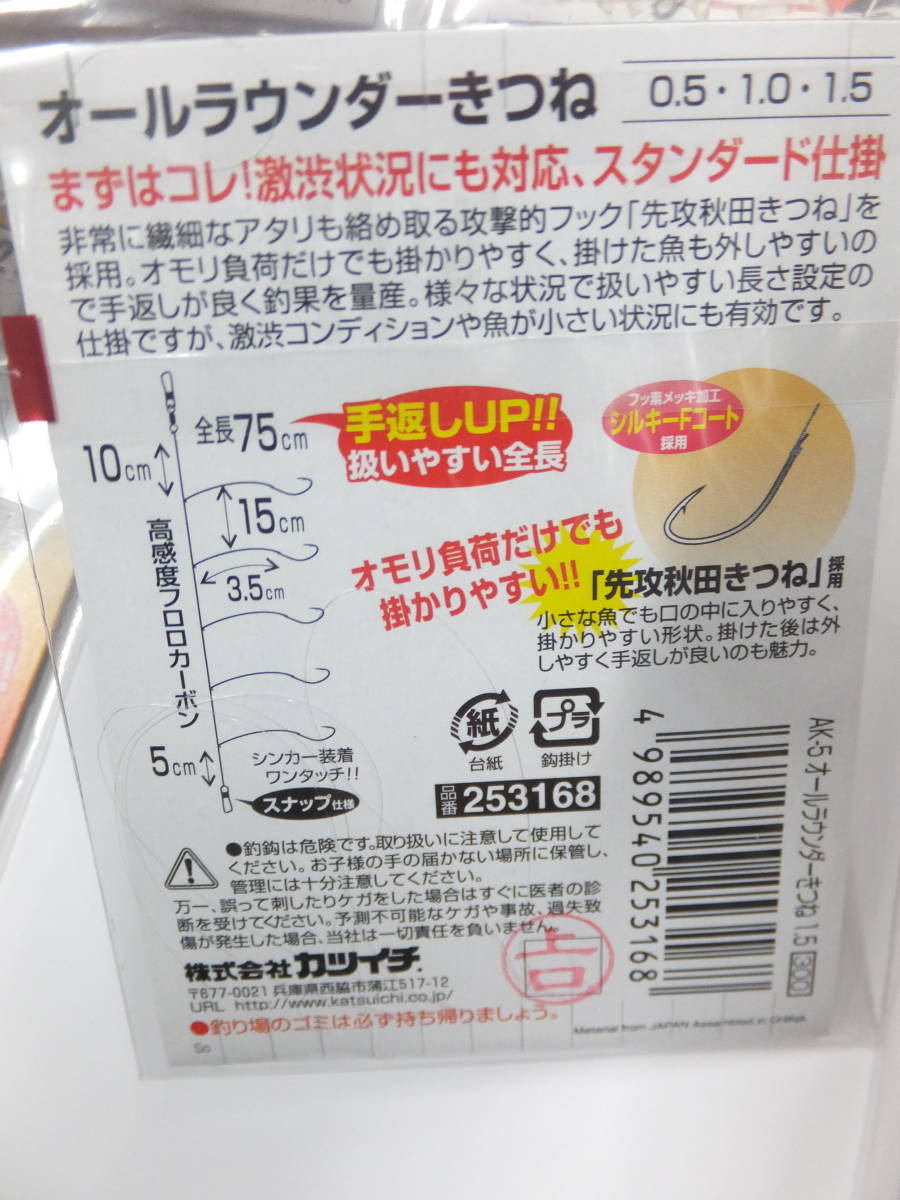 オールラウンダーきつね
0.5・1.0・1.5
まずはコレ!激渋状況にも対応、スタンダード仕掛
非常に繊細なアタリも絡め取る攻撃的フック「先攻秋田きつね」を
採用。オモリ負荷だけでも掛かりやすく、掛けた魚も外しやすいの
で手返しが良く釣果を量産。様々な状況で扱いやすい長さ設定の
仕掛ですが、激渋コンディションや魚が小さい状況にも有効です。
全長75cm
手返しUP!!
扱いやすい全長
10cm
15cm
3.5cm
高感度フロロカーボン
5cm
シンカー装着
ワンタッチ!!
スナップ仕様
フッ素メッキ加工
シルキーFコート
採用
オモリ負荷だけでも
掛かりやすい!!
「先攻秋田きつね」採用
小さな魚でも口の中に入りやすく、
掛かりやすい形状。掛けた後は外
しやすく手返しが良いのも魅力。
紙
台紙
プラ
鈎掛け
品番 253168
4 989540 253168
AK-5 オールラウンダーきつね 1.5 300
●釣鈎は危険です。取り扱いに注意して使用して
ください。お子様の手の届かない場所に保管し、
管理には十分注意してください。
万一、誤って刺したりケガをした場合はすぐに医者の診
断を受けてください。予測不可能なケガや事故、過失致
傷が発生した場合、当社は一切責任を負いません。
株式会社 カツイチ
〒677-0021 兵庫県西脇市蒲江517-12
URL http://www.katsuichi.co.jp/
●釣り場のゴミは必ず持ち帰りましょう。
Material from JAPAN Assembled in CHINA